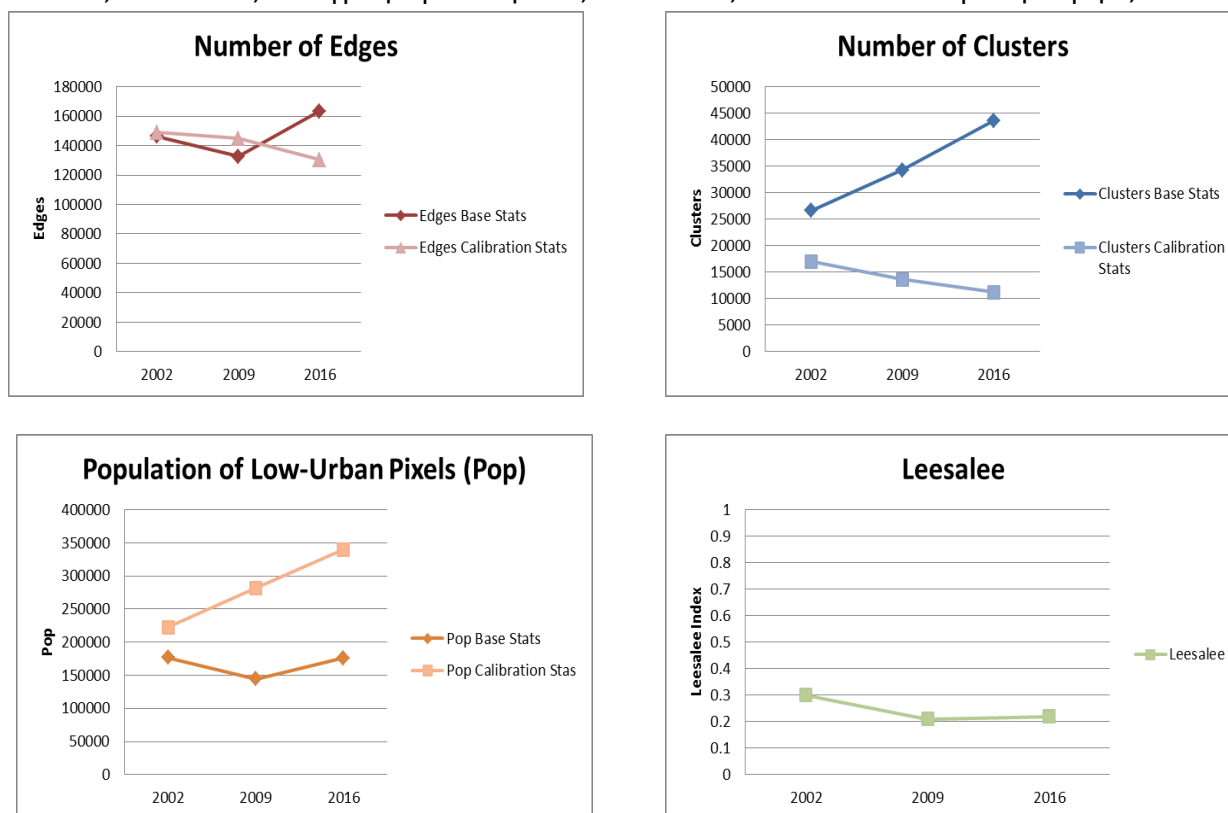 Number of Edges
180000
160000
140000
120000
100000
80000
60000
40000
20000
0
Edges
2002 2009 2016
Edges Base Stats
Edges Calibration Stats
Number of Clusters
50000
45000
40000
35000
30000
25000
20000
15000
10000
5000
0
Clusters
2002 2009 2016
Clusters Base Stats
Clusters Calibration
Stats
Population of Low-Urban Pixels (Pop)
400000
350000
300000
250000
200000
150000
100000
50000
0
Pop
2002 2009 2016
Pop Base Stats
Pop Calibration Stas
Leesalee
1
0.9
0.8
0.7
0.6
0.5
0.4
0.3
0.2
0.1
0
Leesalee Index
2002 2009 2016
Leesalee